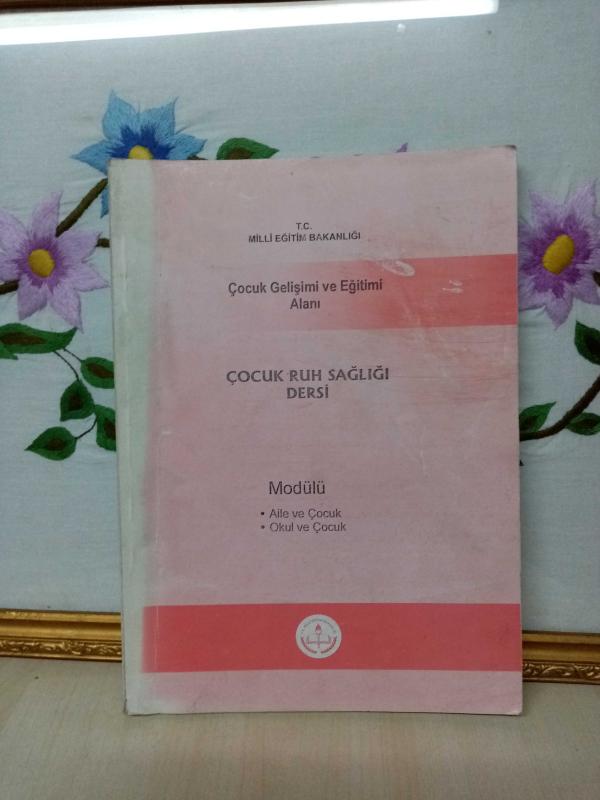 T.C.
MİLLİ EĞİTİM BAKANLIĞI
Çocuk Gelişimi ve Eğitimi
Alanı
ÇOCUK RUH SAĞLIĞI
DERSİ
Modülü
• Aile ve Çocuk
• Okul ve Çocuk